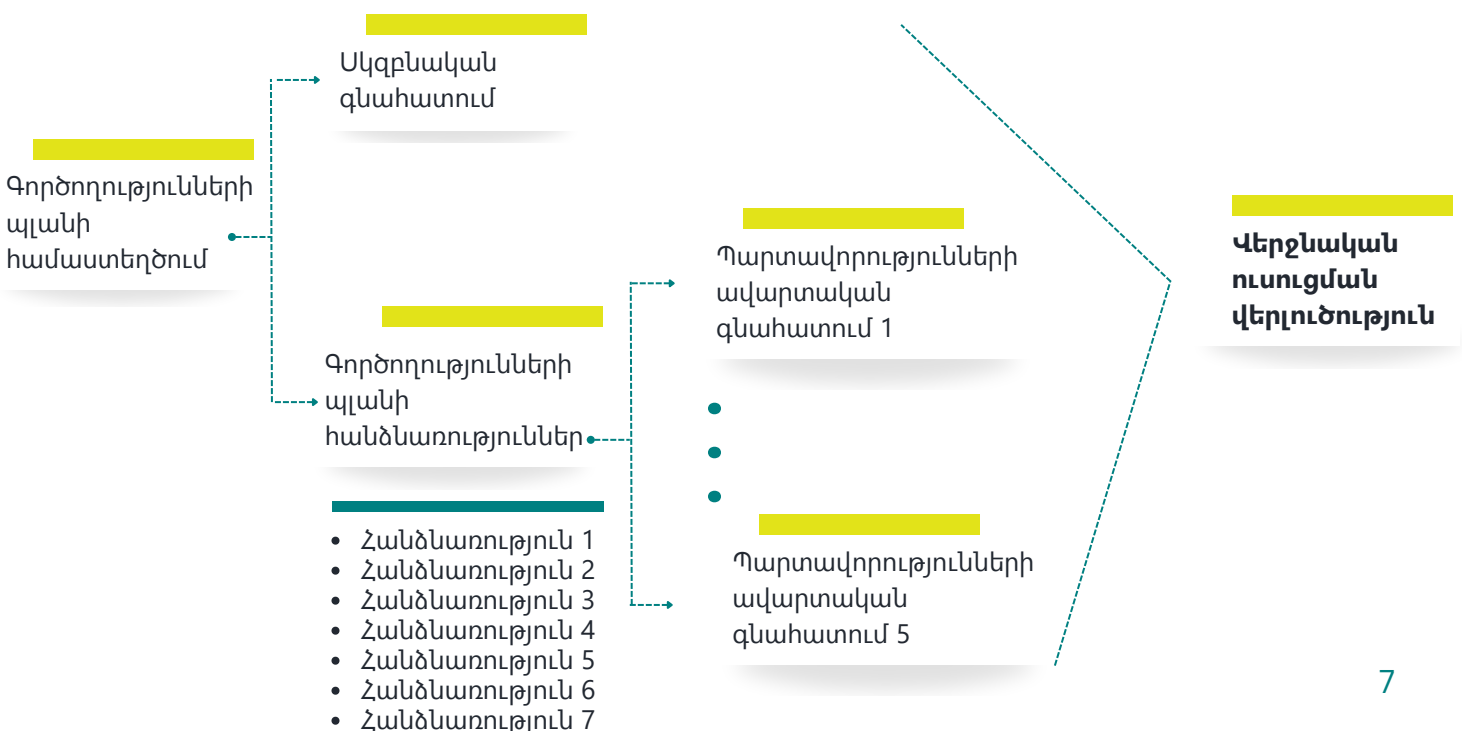 Սկզբնական
գնահատում
Գործողությունների
պլանի
համաստեղծում
Գործողությունների
պլանի
հանձնառություններ
• Հանձնառություն 1
• Հանձնառություն 2
• Հանձնառություն 3
• Հանձնառություն 4
• Հանձնառություն 5
• Հանձնառություն 6
• Հանձնառություն 7
Պարտավորությունների
ավարտական
գնահատում 1
Պարտավորությունների
ավարտական
գնահատում 5
Վերջնական
ուսուցման
վերլուծություն
7